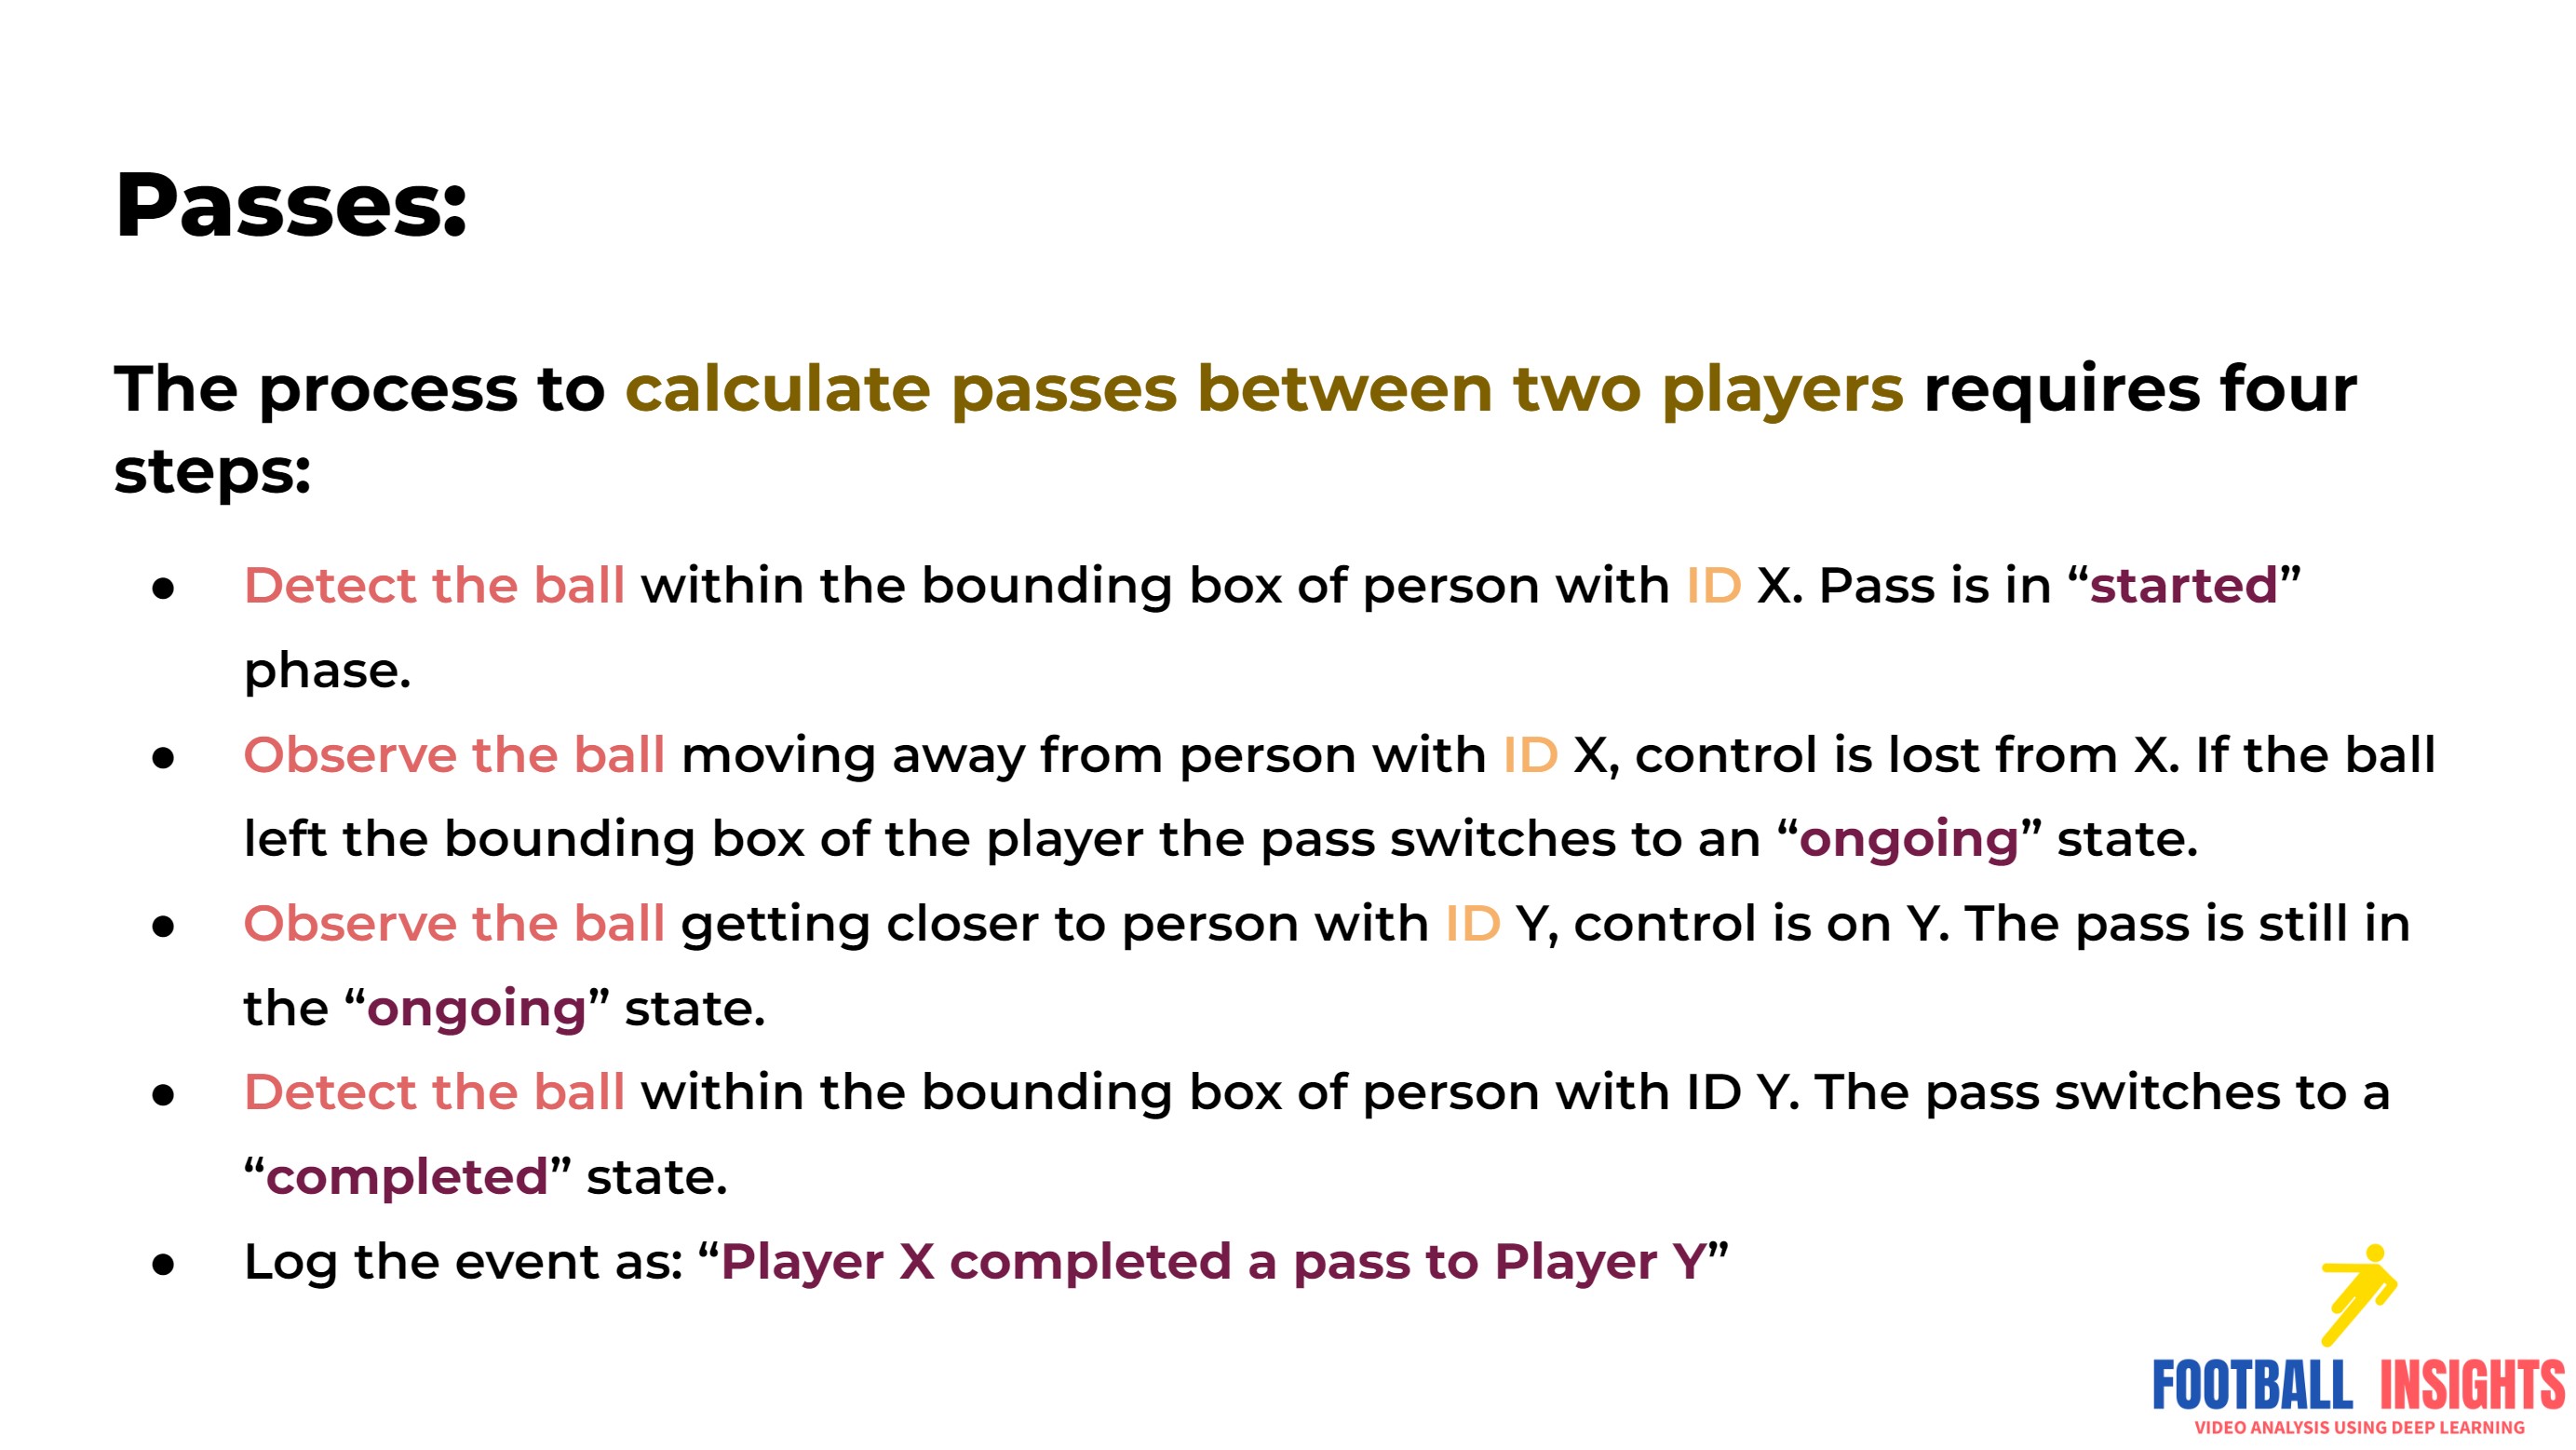 Passes:
The process to calculate passes between two players requires four
steps:
● Detect the ball within the bounding box of person with ID X. Pass is in “started”
phase.
● Observe the ball moving away from person with ID X, control is lost from X. If the ball
left the bounding box of the player the pass switches to an “ongoing” state.
● Observe the ball getting closer to person with ID Y, control is on Y. The pass is still in
the “ongoing” state.
● Detect the ball within the bounding box of person with ID Y. The pass switches to a
“completed” state.
● Log the event as: “Player X completed a pass to Player Y”
FOOTBALL INSIGHTS
VIDEO ANALYSIS USING DEEP LEARNING